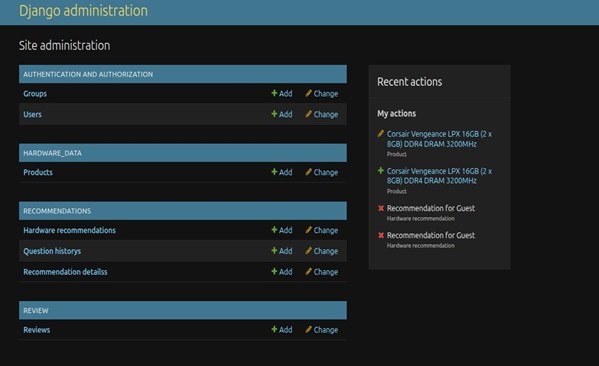 Django administration
Site administration
AUTHENTICATION AND AUTHORIZATION
Groups Add Change
Users Add Change
HARDWARE_DATA
Products Add Change
RECOMMENDATIONS
Hardware recommendations Add Change
Question historys Add Change
Recommendation detailss Add Change
REVIEW
Reviews Add Change
Recent actions
My actions
Corsair Vengeance LPX 16GB (2 x
8GB) DDR4 DRAM 3200MHz
Product
Corsair Vengeance LPX 16GB (2 x
8GB) DDR4 DRAM 3200MHz
Product
Recommendation for Guest
Hardware recommendation
Recommendation for Guest
Hardware recommendation